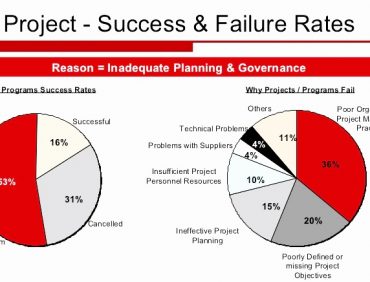 Project - Success & Failure Rates
Reason = Inadequate Planning & Governance
Programs Success Rates
Successful
16%
53%
31%
Cancelled
Why Projects / Programs Fail
Others
Poor
Project
Technical Problems
11%
4%
Problems with Suppliers
4%
36%
Insufficient Project
Personnel Resources
10%
15%
Ineffective Project
Planning
20%
Poorly Defined or
missing Project
Objectives